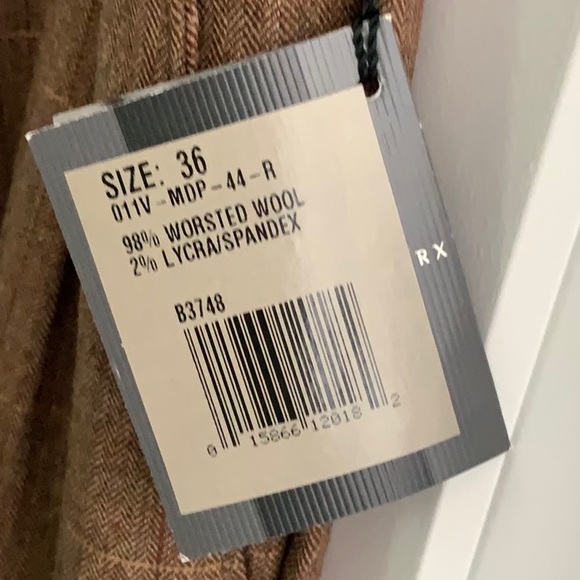 SIZE: 36
011V-MDP-44-R
98% WORSTED WOOL
2% LYCRA/SPANDEX
RX
B3748
0 15866 12018 2